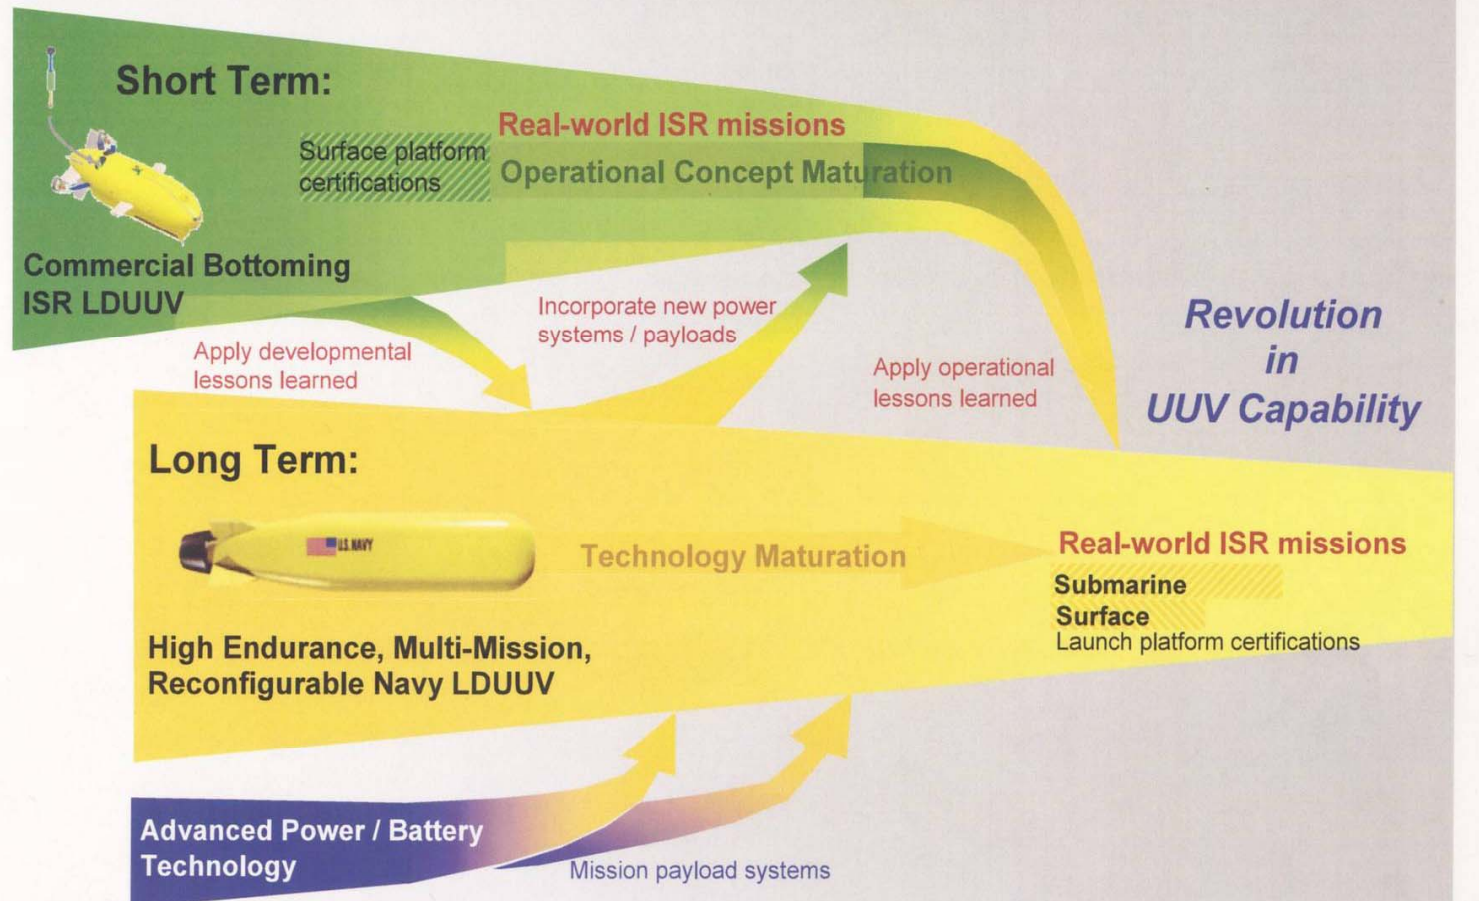 Short Term:
Real-world ISR missions
Surface platform
certifications
Operational Concept Maturation
Commercial Bottoming
ISR LDUUV
Incorporate new power
systems / payloads
Apply developmental
lessons learned
Apply operational
lessons learned
Revolution
in
UUV Capability
Long Term:
U.S. NAVY
Technology Maturation
Real-world ISR missions
Submarine
Surface
Launch platform certifications
High Endurance, Multi-Mission,
Reconfigurable Navy LDUUV
Advanced Power / Battery
Technology
Mission payload systems